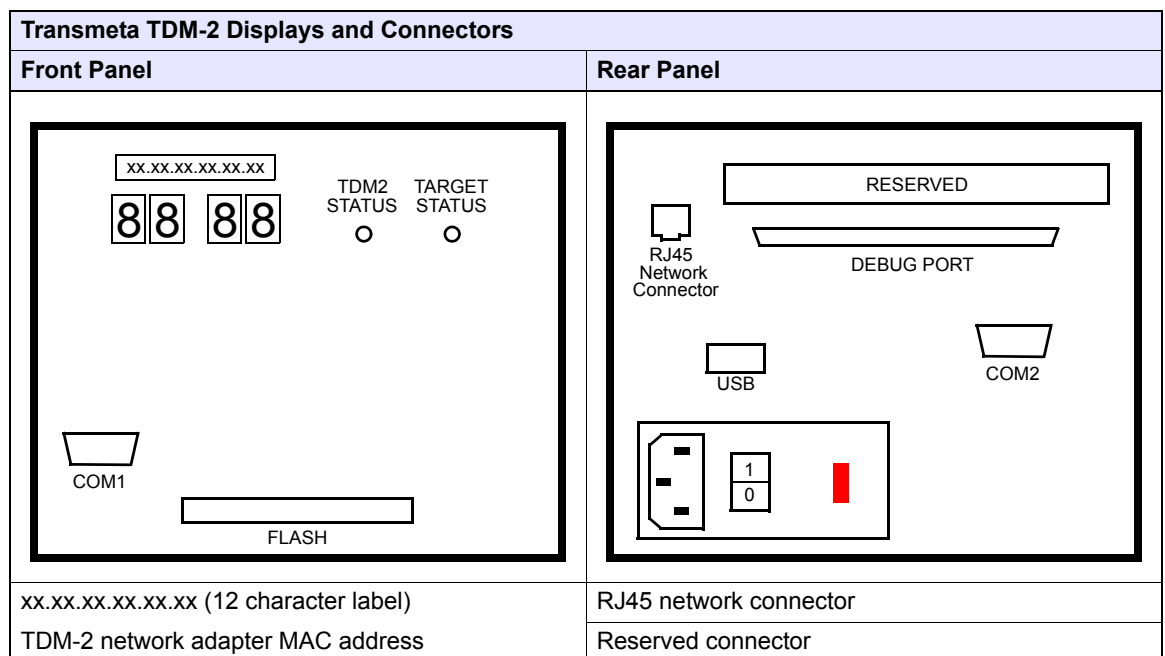 Transmeta TDM-2 Displays and Connectors
Front Panel
Rear Panel
xx.xx.xx.xx.xx.xx
88 88
TDM2
STATUS
TARGET
STATUS
COM1
FLASH
RESERVED
RJ45
Network
Connector
DEBUG PORT
USB
COM2
1
0
xx.xx.xx.xx.xx.xx (12 character label)
TDM-2 network adapter MAC address
RJ45 network connector
Reserved connector